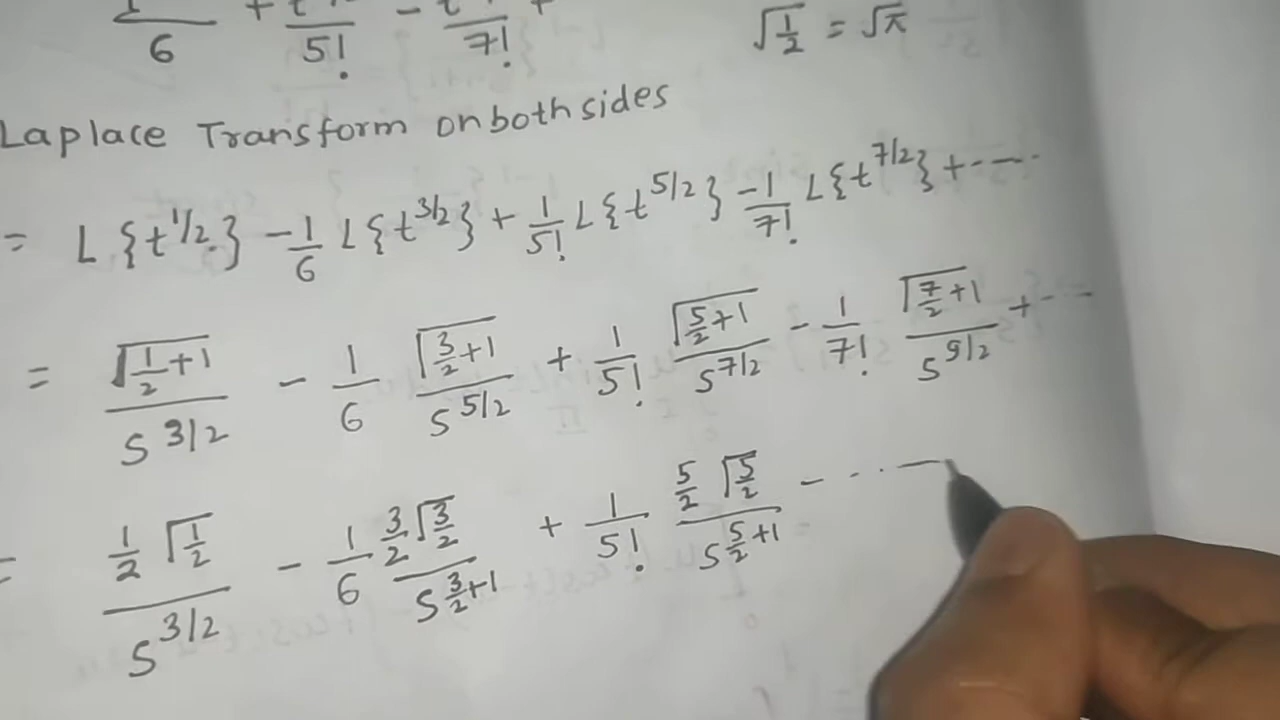 6 + 5! - 7! +
√1/2 = √π
Laplace Transform on both sides
= L{t^1/2} - 1/6 L{t^3/2} + 1/5! L{t^5/2} - 1/7! L{t^7/2} + ----
= √(1/2+1)/s^3/2 - 1/6 √(3/2+1)/s^5/2 + 1/5! √(5/2+1)/s^7/2 - 1/7! √(7/2+1)/s^9/2 + ---
= 1/2 √1/2 / s^3/2 - 1/6 3/2 √3/2 / s^(3/2+1) + 1/5! 5/2 √5/2 / s^(5/2+1) - ----